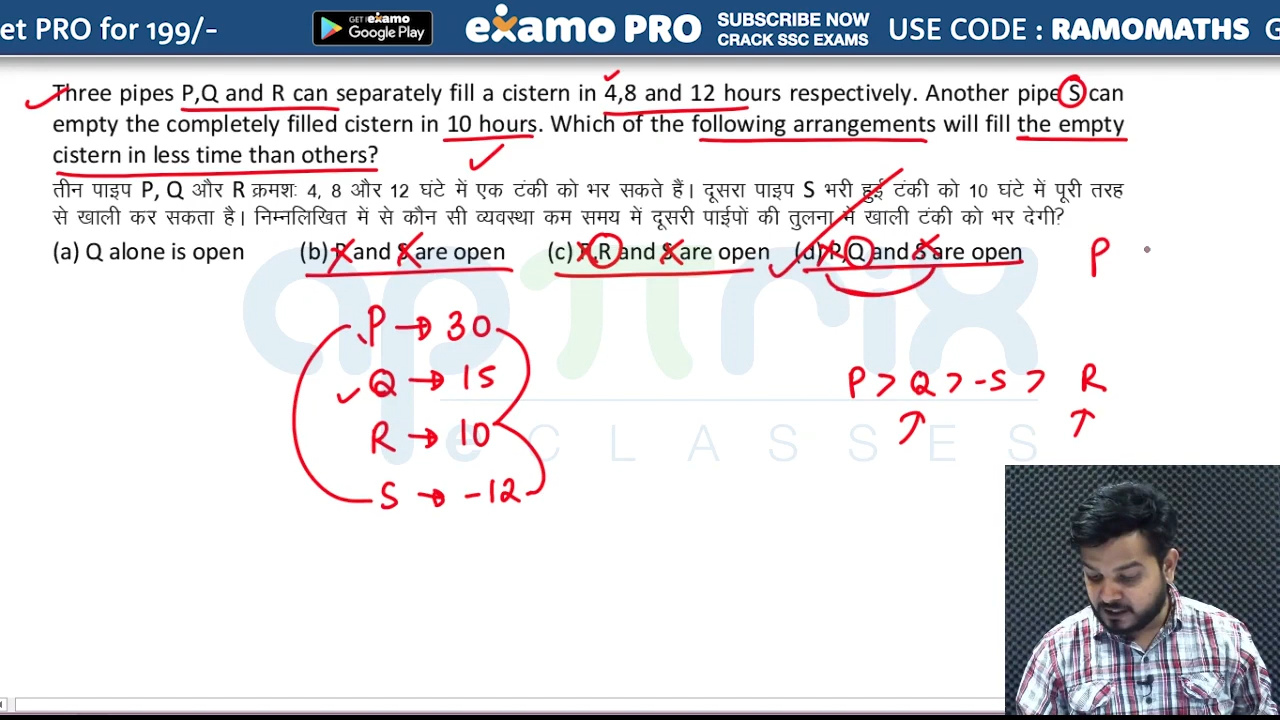 et PRO for 199/-
GET IT ON examo Google Play
examo PRO
SUBSCRIBE NOW
CRACK SSC EXAMS
USE CODE : RAMOMATHS G
Three pipes P,Q and R can separately fill a cistern in 4,8 and 12 hours respectively. Another pipe S can
empty the completely filled cistern in 10 hours. Which of the following arrangements will fill the empty
cistern in less time than others?
तीन पाइप P, Q और R क्रमशः 4, 8 और 12 घंटे में एक टंकी को भर सकते हैं। दूसरा पाइप S भरी हुई टंकी को 10 घंटे में पूरी तरह
से खाली कर सकता है। निम्नलिखित में से कौन सी व्यवस्था कम समय में दूसरी पाईपों की तुलना में खाली टंकी को भर देगी?
(a) Q alone is open (b) and S are open (c) ,R and S are open (d) P,Q and S are open P
P → 30
Q → 15
R → 10
S → -12
P > Q > -S > R
e CLASSES